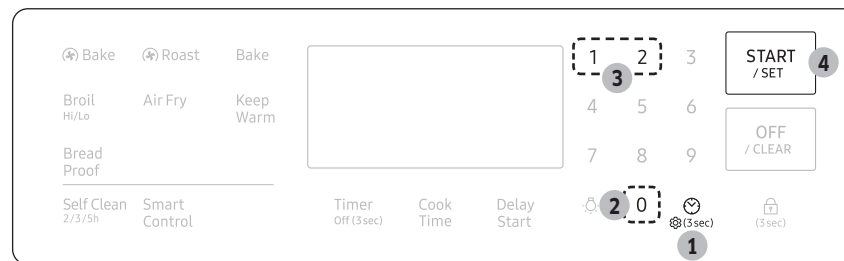 Bake Roast Bake
1 2 3
START
/ SET
4
3
Broil
Hi/Lo
Air Fry
Keep
Warm
4 5 6
OFF
/ CLEAR
Bread
Proof
7 8 9
Self Clean
2/3/5h
Smart
Control
Timer
Off (3 sec)
Cook
Time
Delay
Start
2
0
(3 sec)
1
(3 sec)